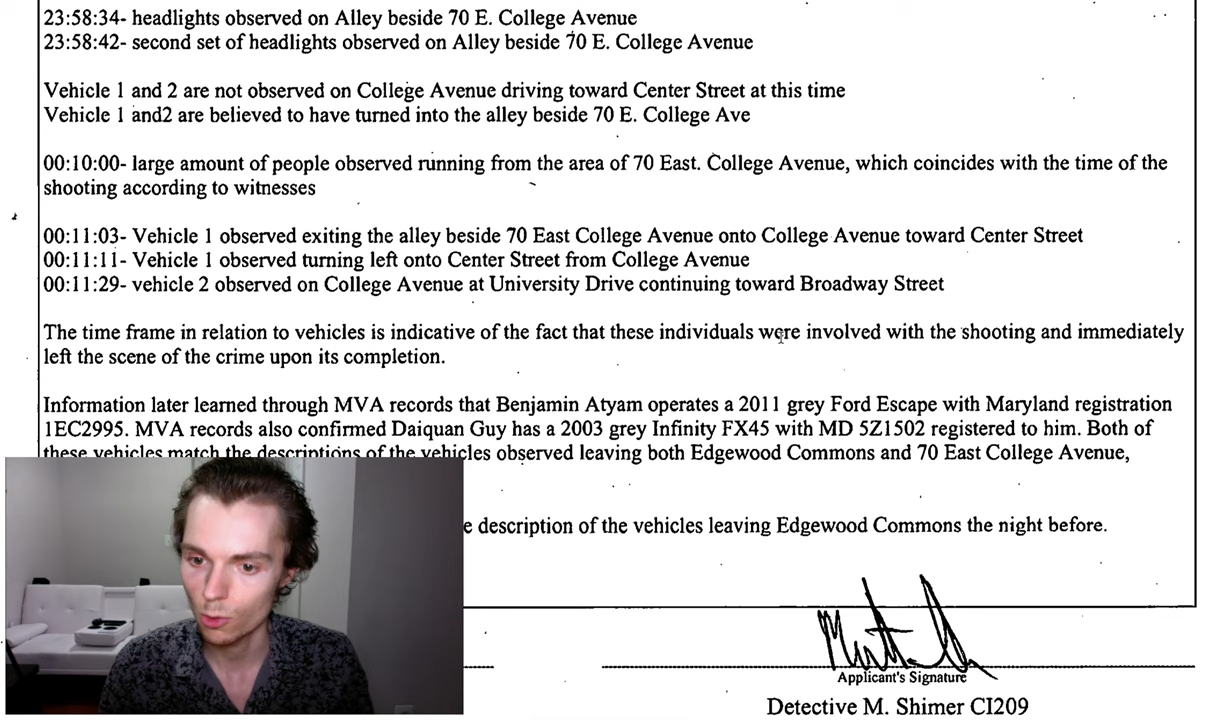 23:58:34- headlights observed on Alley beside 70 E. College Avenue
23:58:42- second set of headlights observed on Alley beside 70 E. College Avenue
Vehicle 1 and 2 are not observed on College Avenue driving toward Center Street at this time
Vehicle 1 and2 are believed to have turned into the alley beside 70 E. College Ave
00:10:00- large amount of people observed running from the area of 70 East. College Avenue, which coincides with the time of the
shooting according to witnesses
00:11:03- Vehicle 1 observed exiting the alley beside 70 East College Avenue onto College Avenue toward Center Street
00:11:11- Vehicle 1 observed turning left onto Center Street from College Avenue
00:11:29- vehicle 2 observed on College Avenue at University Drive continuing toward Broadway Street
The time frame in relation to vehicles is indicative of the fact that these individuals were involved with the shooting and immediately
left the scene of the crime upon its completion.
Information later learned through MVA records that Benjamin Atyam operates a 2011 grey Ford Escape with Maryland registration
1EC2995. MVA records also confirmed Daiquan Guy has a 2003 grey Infinity FX45 with MD 5Z1502 registered to him. Both of
these vehicles match the descriptions of the vehicles observed leaving both Edgewood Commons and 70 East College Avenue,
e description of the vehicles leaving Edgewood Commons the night before.
Applicant's Signature
Detective M. Shimer CI209